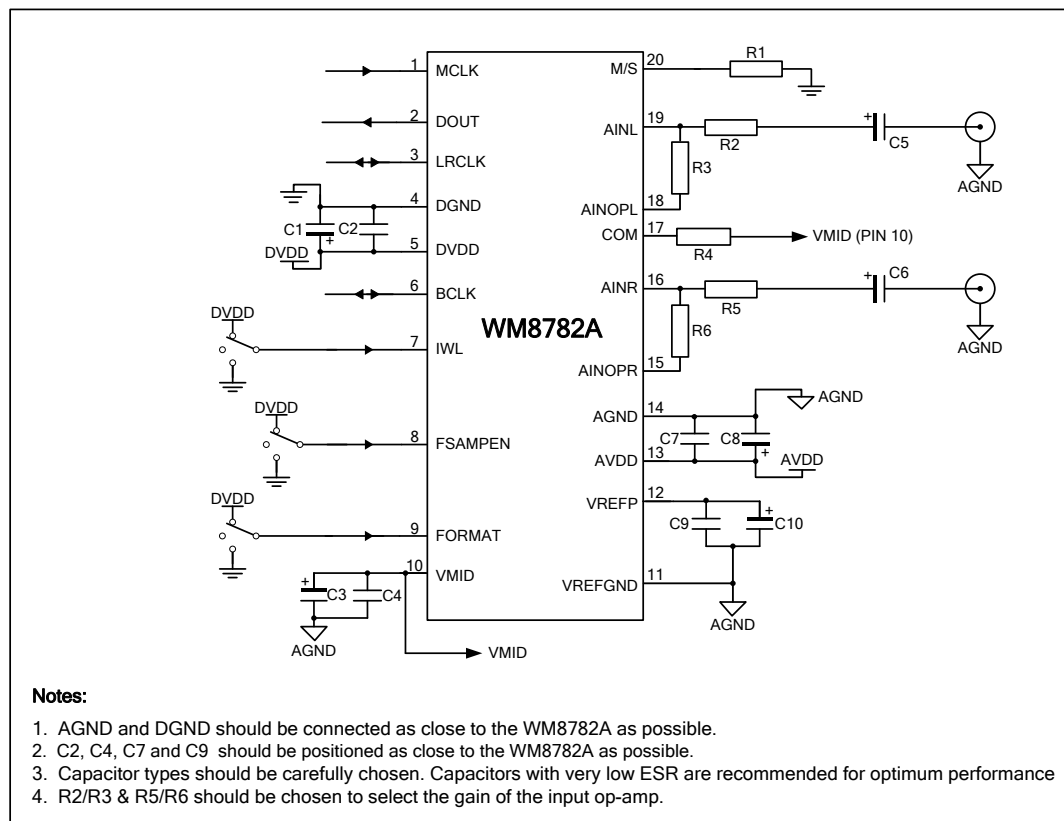 M/S 20 R1
1 MCLK
2 DOUT
AINL 19 R2 + C5
R3
AGND
3 LRCLK
4 DGND
AINOPL 18
C1 C2 +
COM 17 R4 VMID (PIN 10)
DVDD 5 DVDD
6 BCLK
AINR 16 R5 + C6
R6
AGND
WM8782A
DVDD
7 IWL
AINOPR 15
AGND 14 AGND
DVDD
8 FSAMPEN
C7 C8 +
AVDD 13 AVDD
VREFP 12
DVDD
C9 + C10
9 FORMAT
10 VMID
VREFGND 11
+ C3 C4
AGND
AGND
VMID
Notes:
1. AGND and DGND should be connected as close to the WM8782A as possible.
2. C2, C4, C7 and C9 should be positioned as close to the WM8782A as possible.
3. Capacitor types should be carefully chosen. Capacitors with very low ESR are recommended for optimum performance
4. R2/R3 & R5/R6 should be chosen to select the gain of the input op-amp.